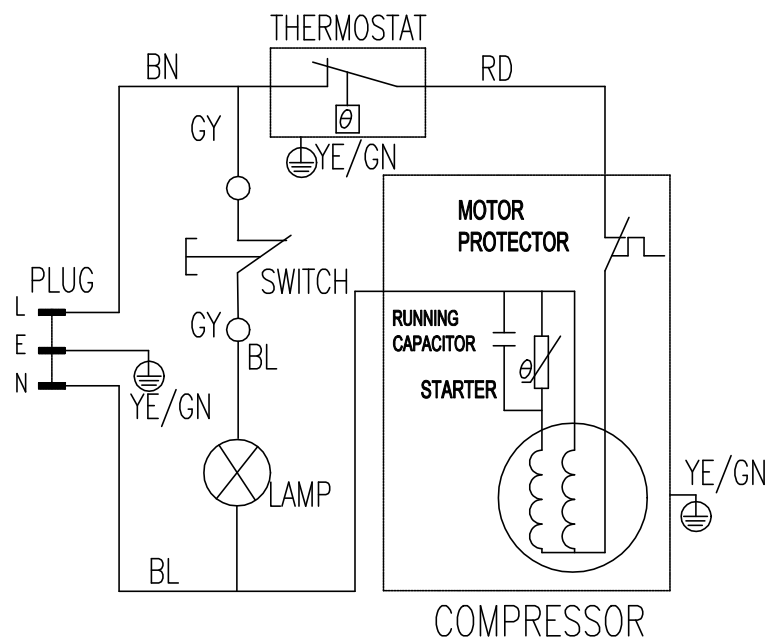 THERMOSTAT
BN
RD
GY
θ
YE/GN
MOTOR
PROTECTOR
PLUG
SWITCH
L
GY
RUNNING
CAPACITOR
E
BL
θ
N
STARTER
YE/GN
LAMP
YE/GN
BL
COMPRESSOR